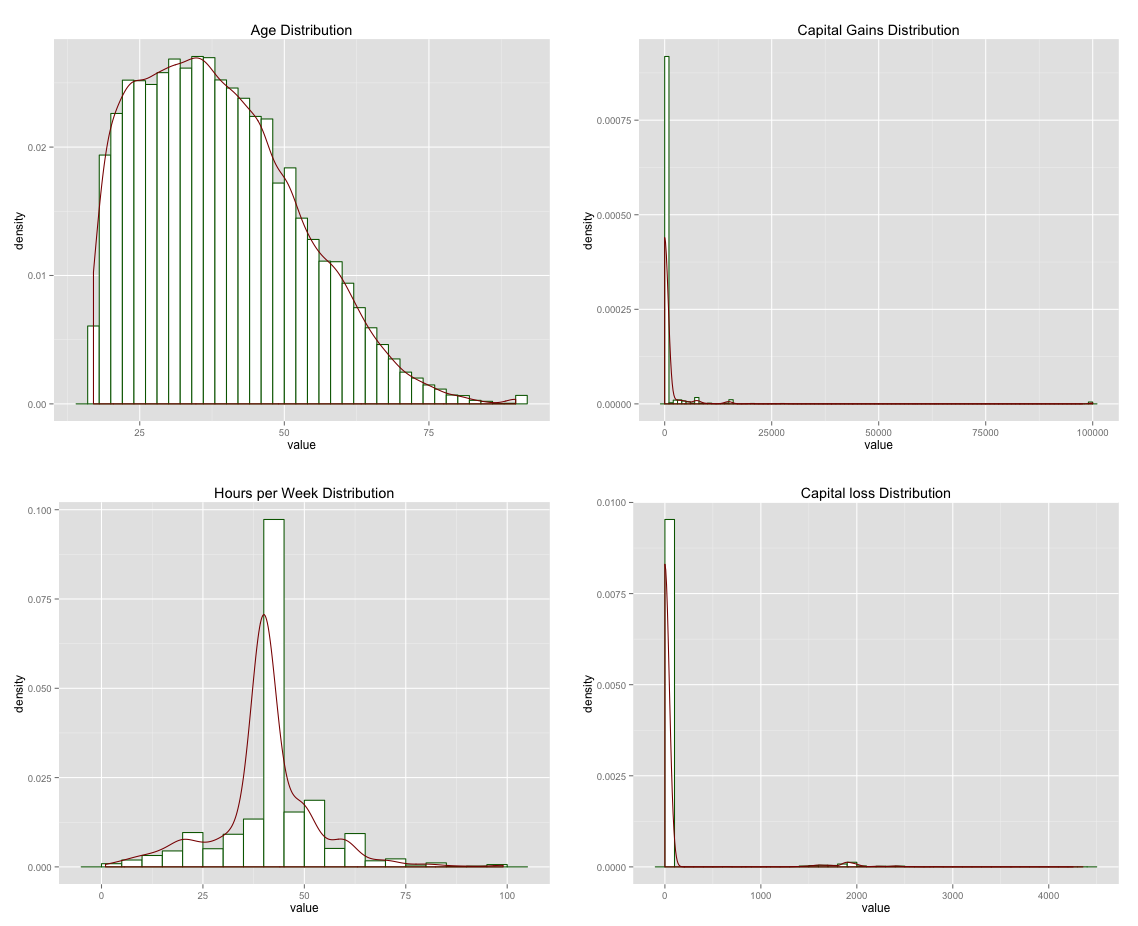 Age Distribution
density
0.02
0.01
0.00
25 50 75
value
Capital Gains Distribution
density
0.00075
0.00050
0.00025
0.00000
0 25000 50000 75000 100000
value
Hours per Week Distribution
density
0.100
0.075
0.050
0.025
0.000
0 25 50 75 100
value
Capital loss Distribution
density
0.0100
0.0075
0.0050
0.0025
0.0000
0 1000 2000 3000 4000
value